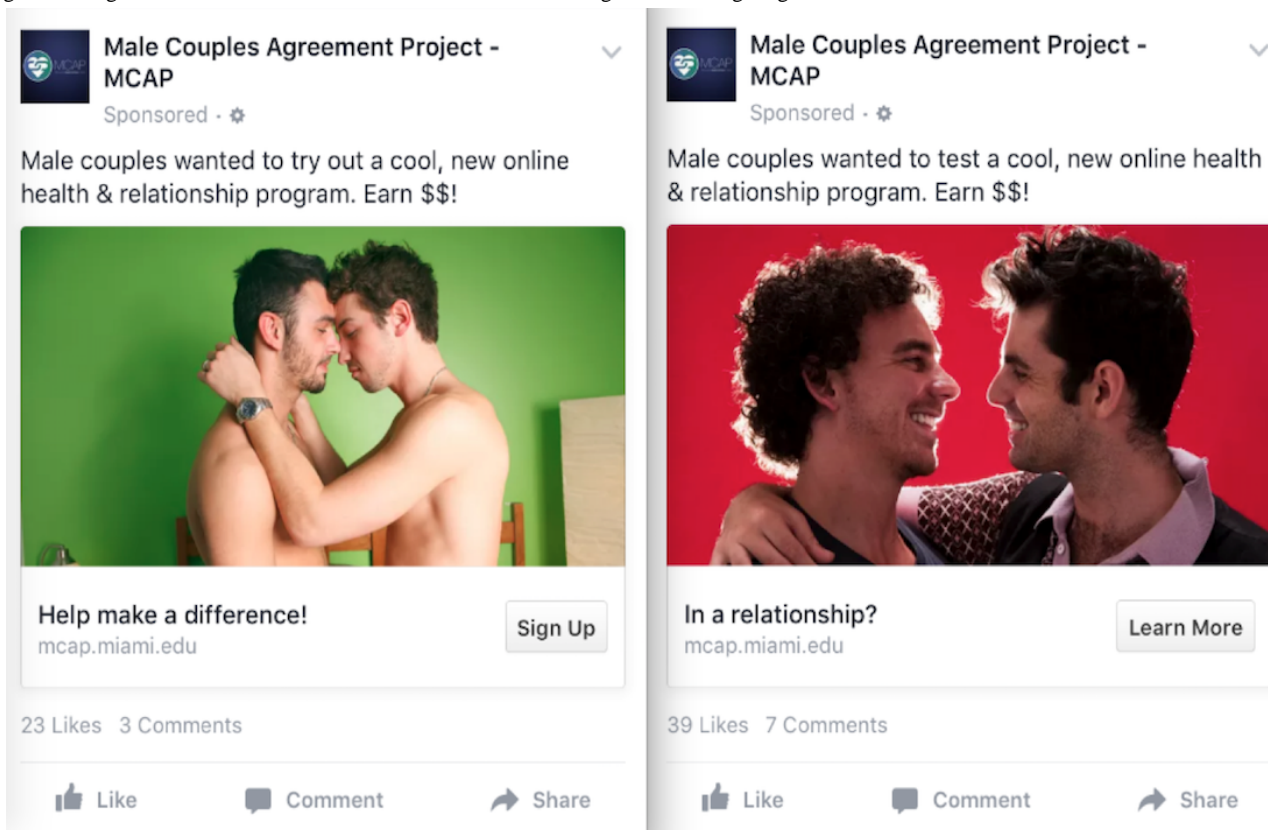 Male Couples Agreement Project -
MCAP
Sponsored ·
Male couples wanted to try out a cool, new online
health & relationship program. Earn $$!
Help make a difference!
mcap.miami.edu
Sign Up
23 Likes 3 Comments
Like Comment Share
Male Couples Agreement Project -
MCAP
Sponsored ·
Male couples wanted to test a cool, new online health
& relationship program. Earn $$!
In a relationship?
mcap.miami.edu
Learn More
39 Likes 7 Comments
Like Comment Share